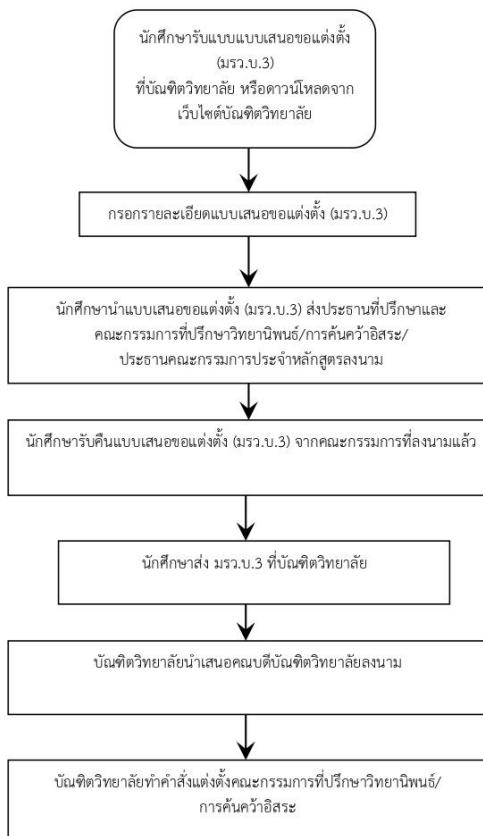 นักศึกษารับแบบแบบเสนอขอแต่งตั้ง
(มรว.บ.3)
ที่บัณฑิตวิทยาลัย หรือดาวน์โหลดจาก
เว็บไซต์บัณฑิตวิทยาลัย
กรอกรายละเอียดแบบเสนอขอแต่งตั้ง (มรว.บ.3)
นักศึกษานำแบบเสนอขอแต่งตั้ง (มรว.บ.3) ส่งประธานที่ปรึกษาและ
คณะกรรมการที่ปรึกษาวิทยานิพนธ์/การค้นคว้าอิสระ/
ประธานคณะกรรมการประจำหลักสูตรลงนาม
นักศึกษารับคืนแบบเสนอขอแต่งตั้ง (มรว.บ.3) จากคณะกรรมการที่ลงนามแล้ว
นักศึกษาส่ง มรว.บ.3 ที่บัณฑิตวิทยาลัย
บัณฑิตวิทยาลัยนำเสนอคณบดีบัณฑิตวิทยาลัยลงนาม
บัณฑิตวิทยาลัยทำคำสั่งแต่งตั้งคณะกรรมการที่ปรึกษาวิทยานิพนธ์/
การค้นคว้าอิสระ